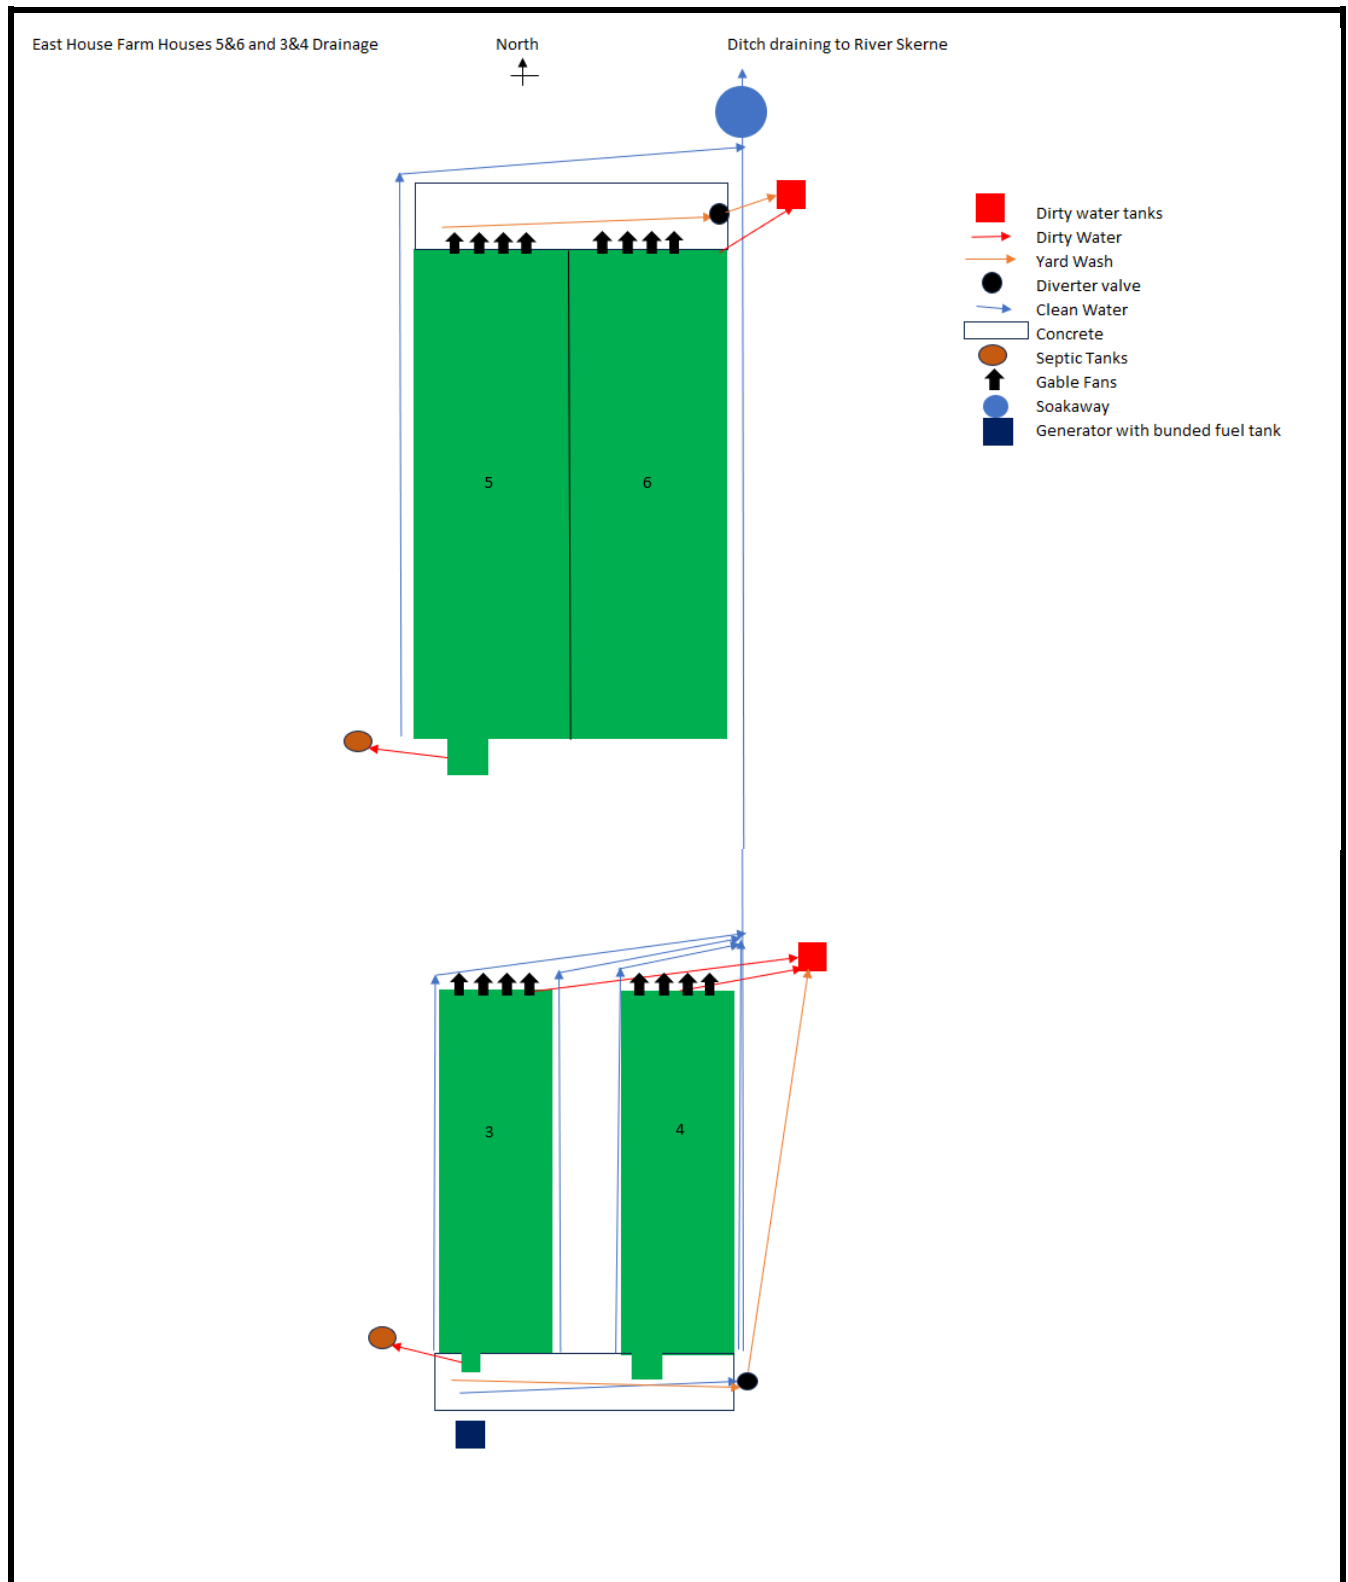 East House Farm Houses 5&6 and 3&4 Drainage
North
Ditch draining to River Skerne
Dirty water tanks
Dirty Water
Yard Wash
Diverter valve
Clean Water
Concrete
Septic Tanks
Gable Fans
Soakaway
Generator with bunded fuel tank
5
6
3
4